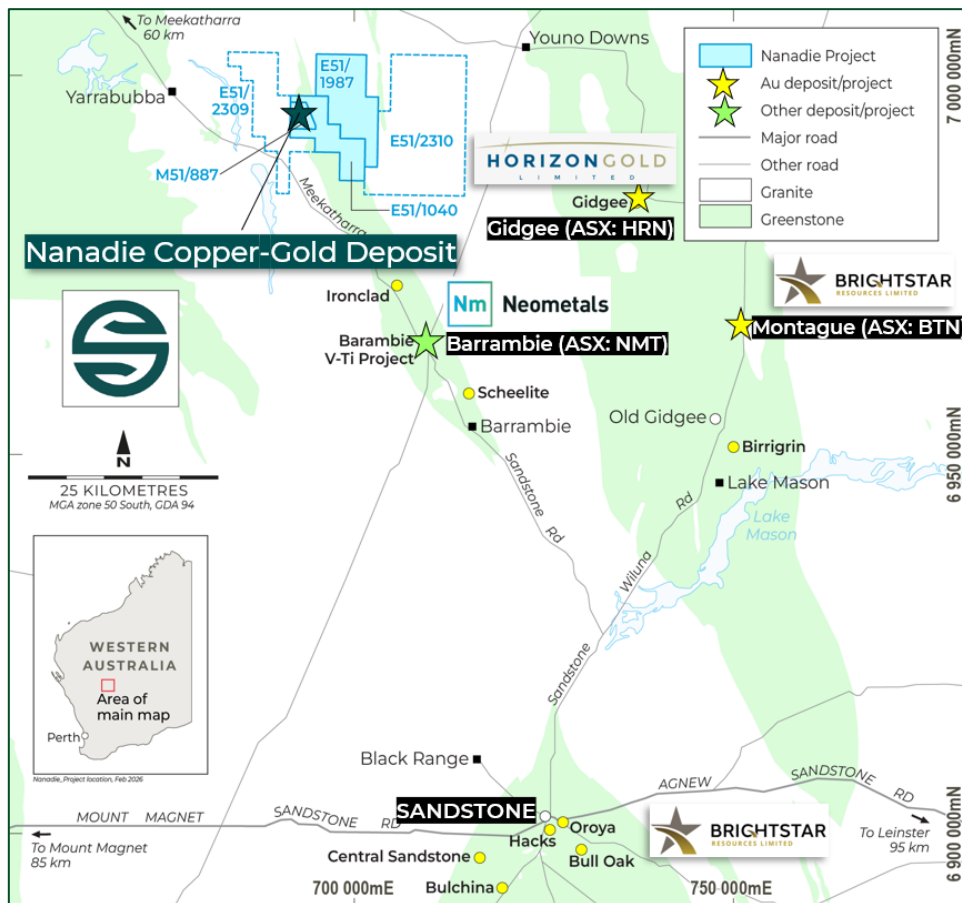 To Meekatharra
60 km
Youno Downs
Yarrabubba
E51/
1987
E51/
2309
E51/2310
M51/887
E51/1040
Meekatharra
Nanadie Copper-Gold Deposit
HORIZONGOLD
LIMITED
Gidgee
Gidgee (ASX: HRN)
Nanadie Project
Au deposit/project
Other deposit/project
Major road
Other road
Granite
Greenstone
7 000 000mN
BRIGHTSTAR
RESOURCES LIMITED
Montague (ASX: BTN
Ironclad
Nm Neometals
Barambie
V-Ti Project
Barrambie (ASX: NMT)
Scheelite
Barrambie
Old Gidgee
Birrigrin
Lake Mason
Lake
Mason
6 950 000mN
S
N
25 KILOMETRES
MGA zone 50 South, GDA 94
Sandstone
Rd
Rd
Wiluna
Sandstone
WESTERN
AUSTRALIA
Area of
main map
Perth
Nanadie_Project location, Feb 2026
Black Range
SANDSTONE
AGNEW
SANDSTONE
RD
MOUNT
MAGNET
SANDSTONE
RD
To Mount Magnet
85 km
Oroya
Hacks
Bull Oak
Central Sandstone
Bulchina
BRIGHTSTAR
RESOURCES LIMITED
To Leinster
95 km
6 900 000mN
700 000mE
750 000mE